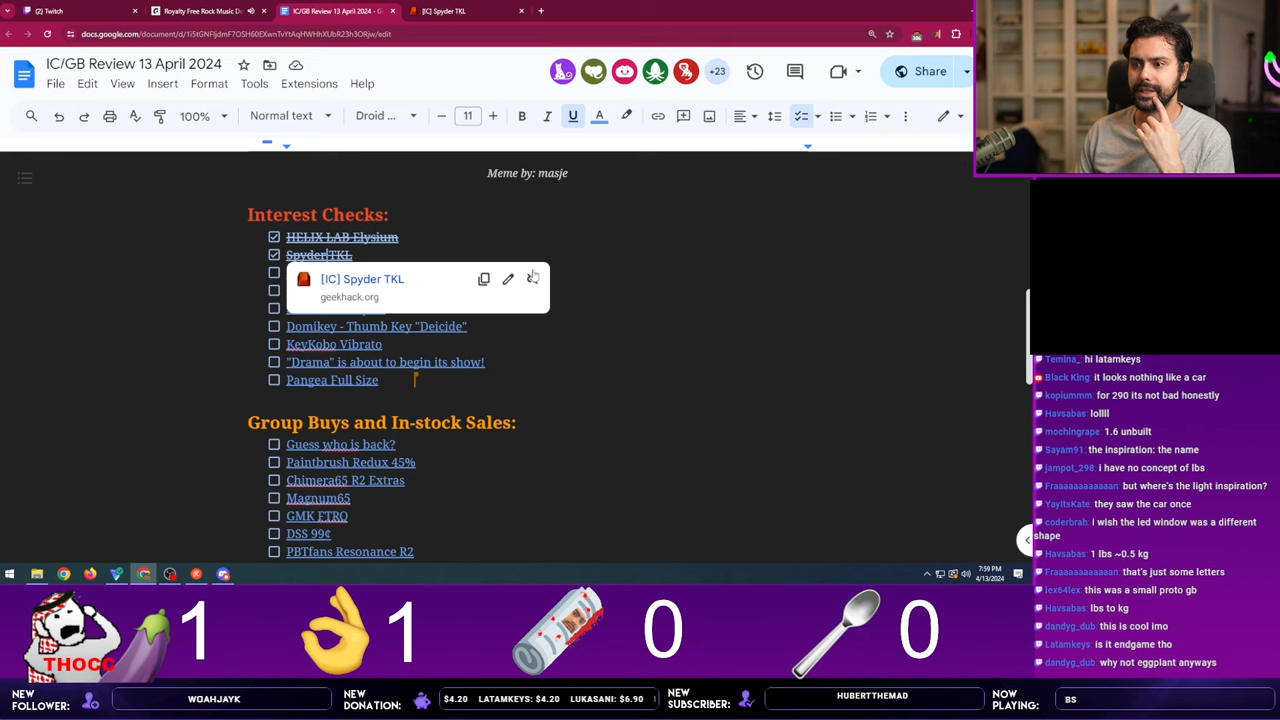 (2) Twitch
Royalty Free Rock Music D
IC/GB Review 13 April 2024 - G
[IC] Spyder TKL
docs.google.com/document/d/1i5tGNFIjdmF7OSH60EXwnTvYtAqHWHhXUbR23h3ORjw/edit
IC/GB Review 13 April 2024
File Edit View Insert Format Tools Extensions Help
+23
Share
100% Normal text Droid ... 11
Meme by: masje
Interest Checks:
HELIX LAB Elysium
Spyder TKL
[IC] Spyder TKL
geekhack.org
Domikey - Thumb Key "Deicide"
KeyKobo Vibrato
"Drama" is about to begin its show!
Pangea Full Size
Group Buys and In-stock Sales:
Guess who is back?
Paintbrush Redux 45%
Chimera65 R2 Extras
Magnum65
GMK FTRQ
DSS 99¢
PBTfans Resonance R2
7:59 PM
4/13/2024
Temina_: hi latamkeys
Black King: it looks nothing like a car
kopiummm: for 290 its not bad honestly
Havsabas: lollll
mochingrape: 1.6 unbuilt
Sayam91: the inspiration: the name
jampot_298: i have no concept of lbs
Fraaaaaaaaaaan: but where's the light inspiration?
YayItsKate: they saw the car once
coderbrah: i wish the led window was a different
shape
Havsabas: 1 lbs ~0.5 kg
Fraaaaaaaaaaan: that's just some letters
lex64lex: this was a small proto gb
Havsabas: lbs to kg
dandyg_dub: this is cool imo
Latamkeys: is it endgame tho
dandyg_dub: why not eggplant anyways
THOCC
1 1 0 0
NEW FOLLOWER:
WOAHJAYK
NEW DONATION:
$4.20 LATAMKEYS: $4.20 LUKASANI: $6.90
NEW SUBSCRIBER:
HUBERTTHEMAD
NOW PLAYING:
BS